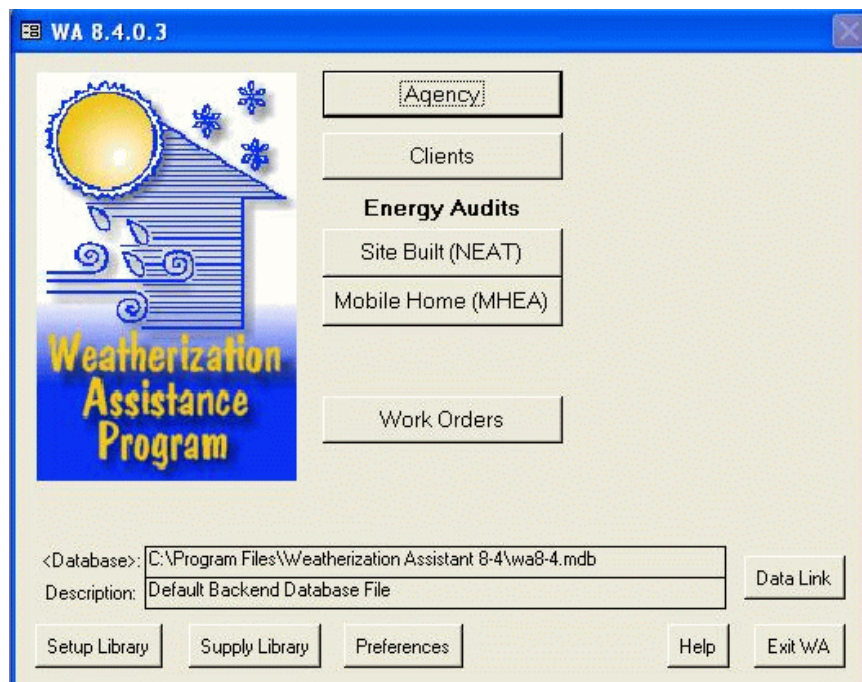 WA 8.4.0.3
Agency
Clients
Energy Audits
Site Built (NEAT)
Mobile Home (MHEA)
Weatherization
Assistance
Program
Work Orders
<Database>: C:\Program Files\Weatherization Assistant 8-4\wa8-4.mdb
Description: Default Backend Database File
Data Link
Setup Library Supply Library Preferences Help Exit WA